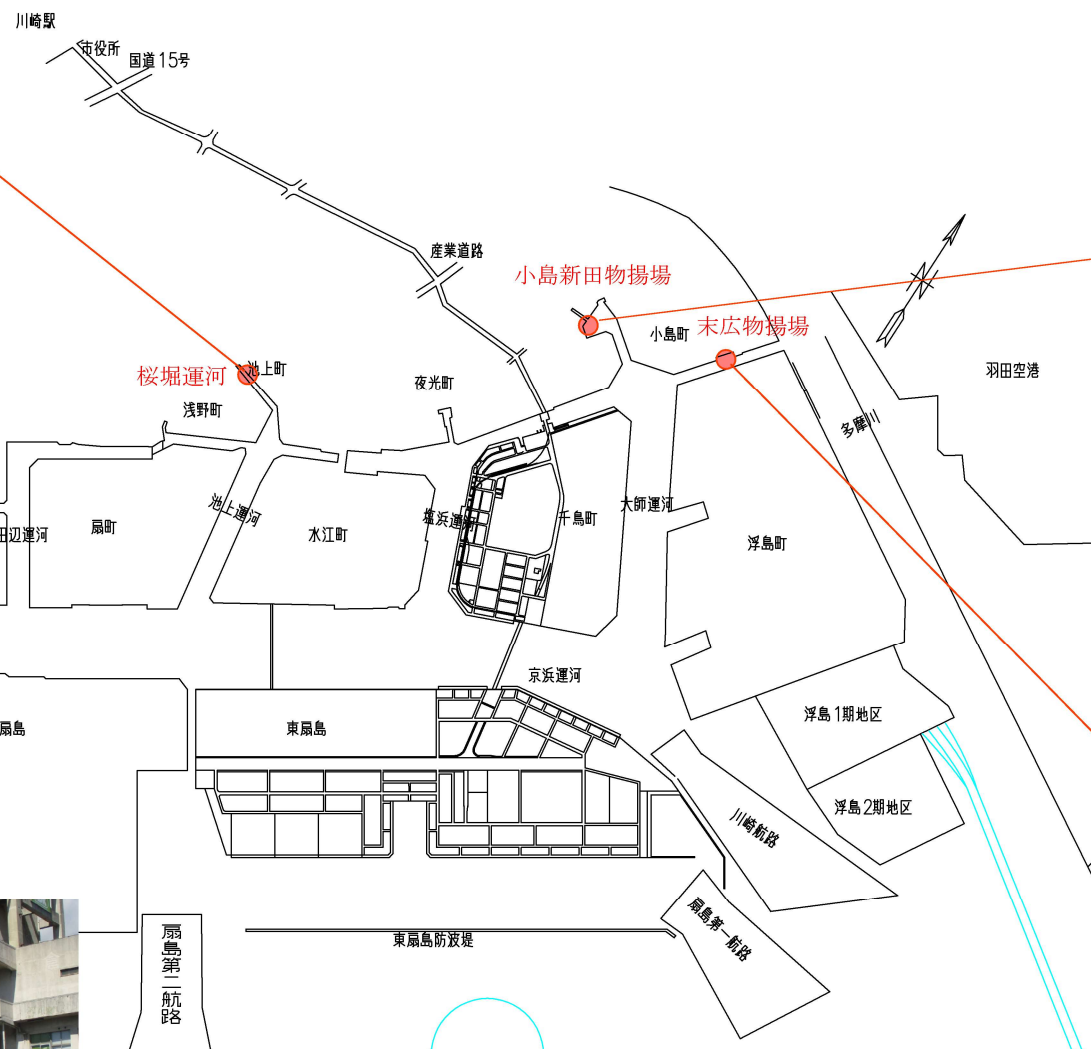 川崎駅
市役所
国道15号
産業道路
小島新田物揚場
小島町
末広物揚場
羽田空港
桜堀運河
池上町
浅野町
夜光町
多摩川
田辺運河
扇町
池上運河
水江町
塩浜運河
千鳥町
大師運河
浮島町
京浜運河
扇島
東扇島
浮島1期地区
浮島2期地区
川崎航路
扇島第一航路
東扇島防波堤
扇島第二航路